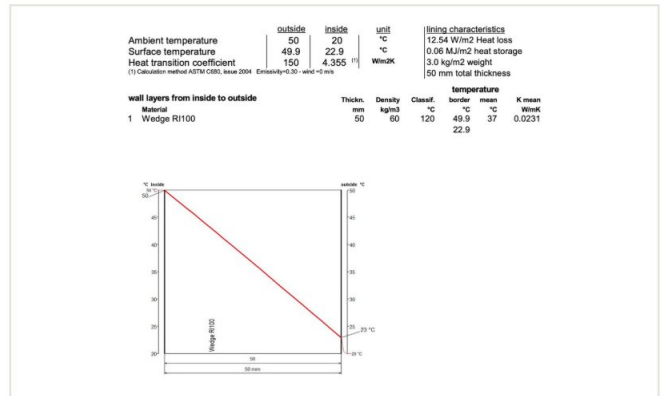 outside inside unit lining characteristics
Ambient temperature 50 20 °C 12.54 W/m2 Heat loss
Surface temperature 49.9 22.9 °C 0.06 MJ/m2 heat storage
Heat transition coefficient 150 4.355 (1) W/m2K 3.0 kg/m2 weight
(1) Calculation method ASTM C680, issue 2004 Emissivity=0.30 - wind =0 m/s 50 mm total thickness
temperature
wall layers from inside to outside Thickn. Density Classif. border mean K mean
Material mm kg/m3 °C °C °C W/mK
1 Wedge RI100 50 60 120 49.9 37 0.0231
22.9
°C inside outside °C
50 °C 50
50
45 45
40 40
35 35
30 30
25 25 23 °C
Wedge RI100
20 20 °C
50
50 mm